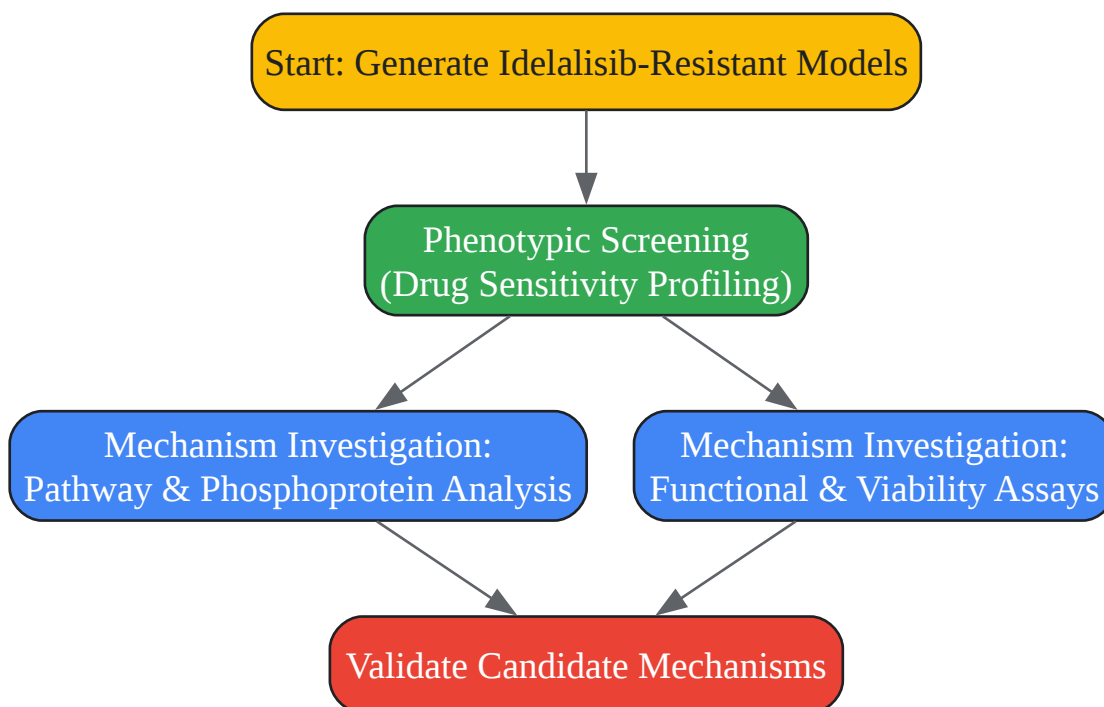 Start: Generate Idelalisib-Resistant Models
Phenotypic Screening
(Drug Sensitivity Profiling)
Mechanism Investigation:
Pathway & Phosphoprotein Analysis
Mechanism Investigation:
Functional & Viability Assays
Validate Candidate Mechanisms